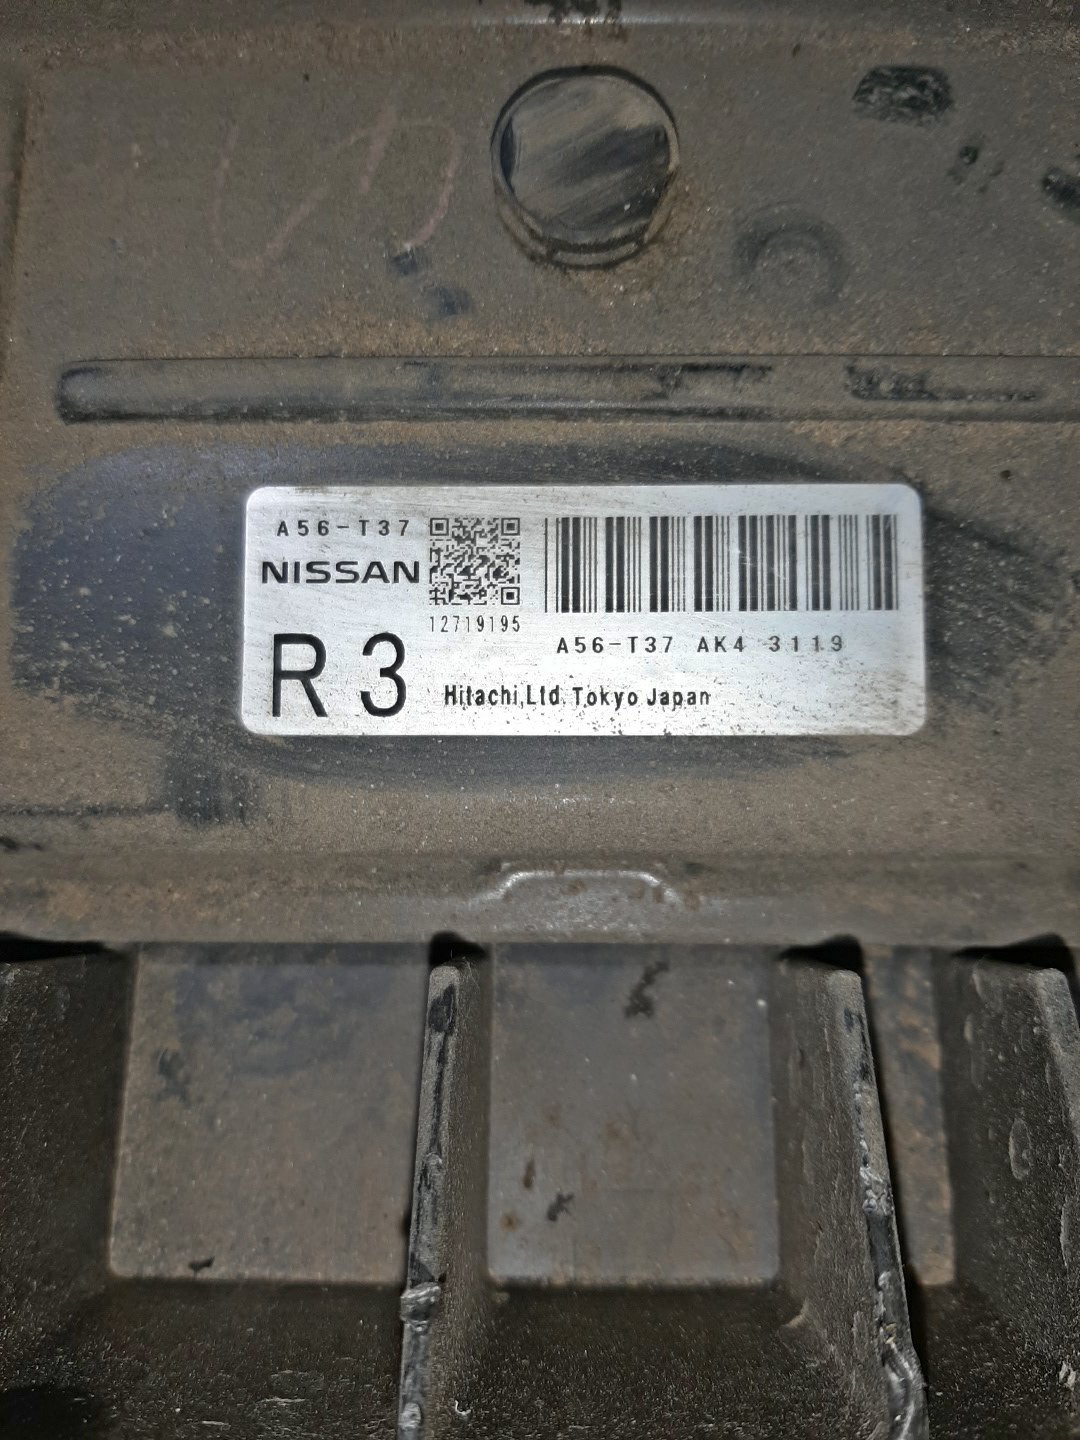 A56-T37
NISSAN
12719195
R3
A56-T37 AK4 3119
Hitachi,Ltd. Tokyo Japan